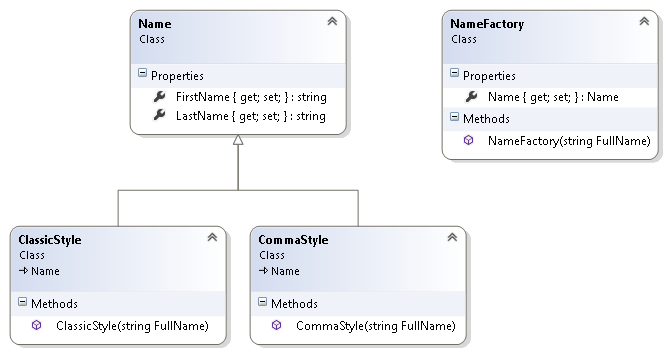 Name
Class
Properties
FirstName { get; set; } : string
LastName { get; set; } : string
NameFactory
Class
Properties
Name { get; set; } : Name
Methods
NameFactory(string FullName)
ClassicStyle
Class
Name
Methods
ClassicStyle(string FullName)
CommaStyle
Class
Name
Methods
CommaStyle(string FullName)